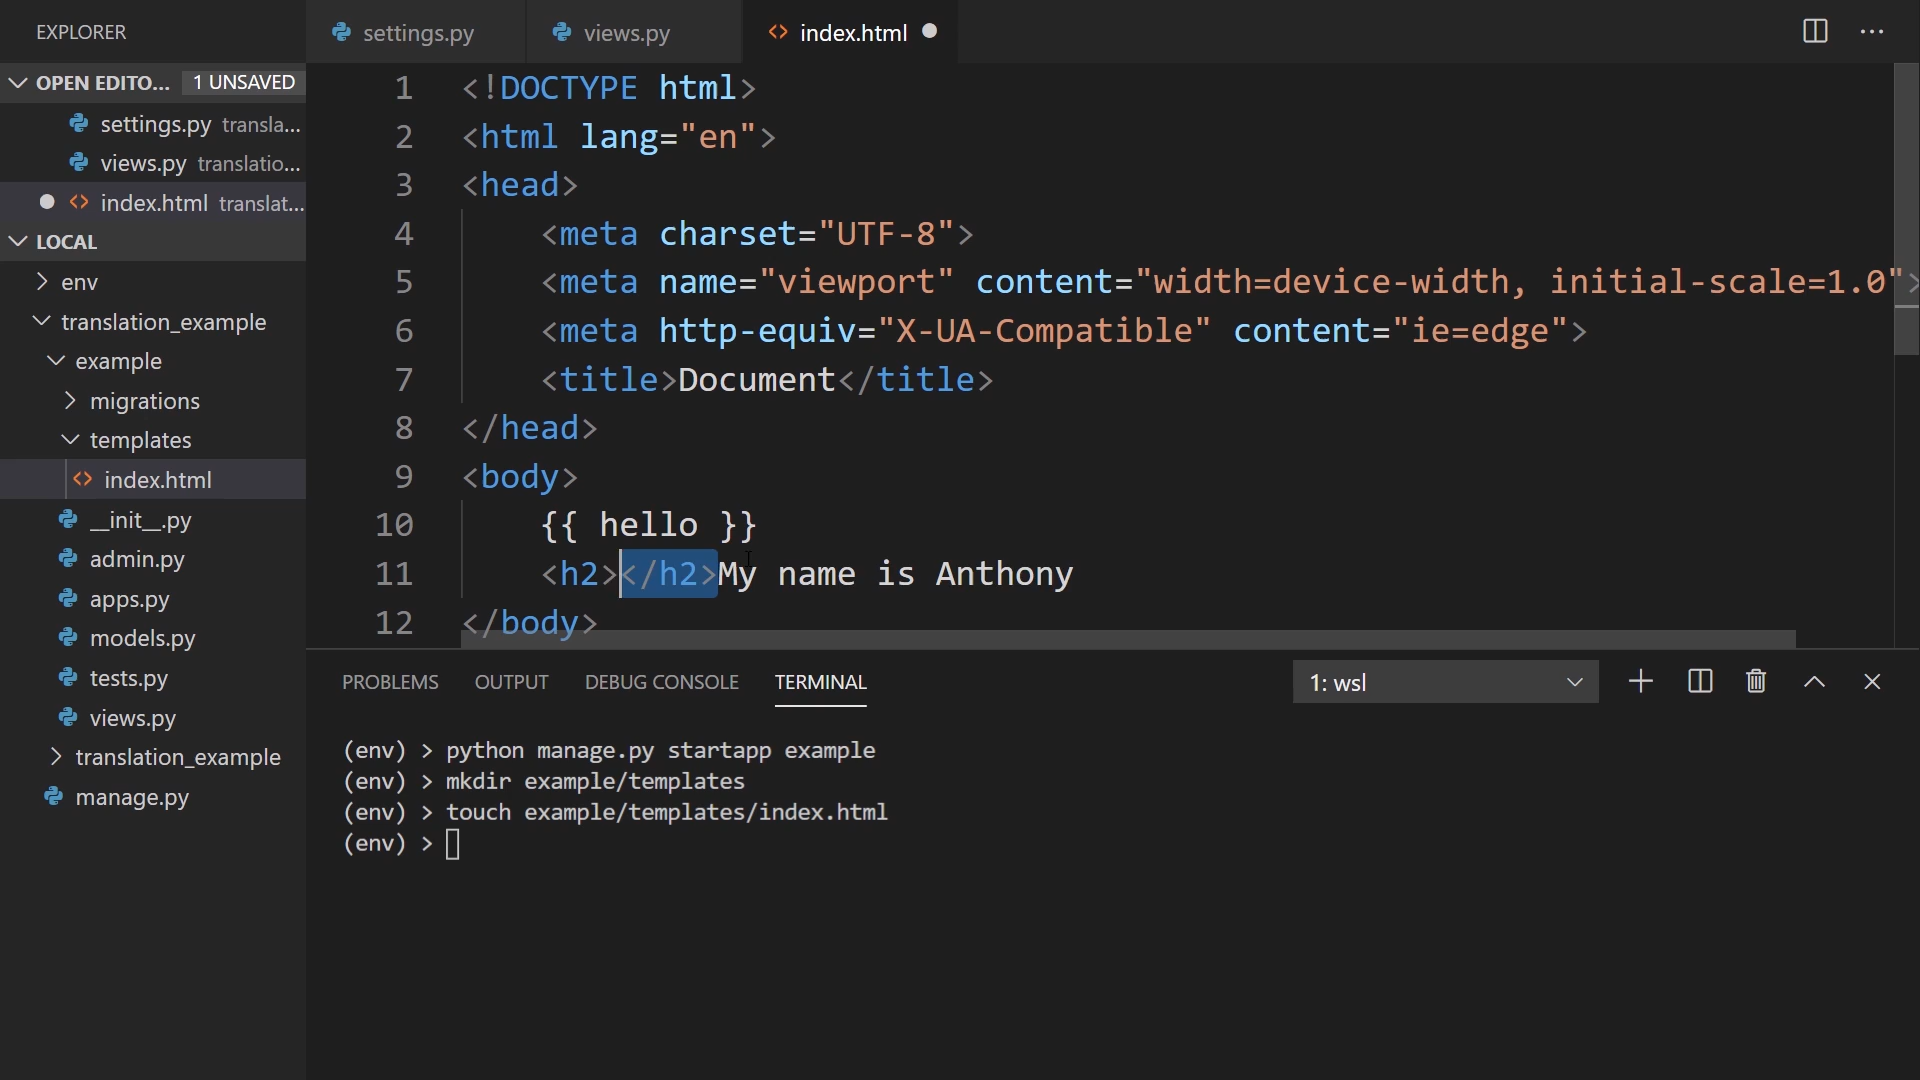 EXPLORER
OPEN EDITO... 1 UNSAVED
settings.py transla...
views.py translatio...
index.html translat...
LOCAL
env
translation_example
example
migrations
templates
index.html
__init__.py
admin.py
apps.py
models.py
tests.py
views.py
translation_example
manage.py
settings.py views.py index.html
1 <!DOCTYPE html>
2 <html lang="en">
3 <head>
4 <meta charset="UTF-8">
5 <meta name="viewport" content="width=device-width, initial-scale=1.0">
6 <meta http-equiv="X-UA-Compatible" content="ie=edge">
7 <title>Document</title>
8 </head>
9 <body>
10 {{ hello }}
11 <h2></h2>My name is Anthony
12 </body>
PROBLEMS OUTPUT DEBUG CONSOLE TERMINAL 1: wsl
(env) > python manage.py startapp example
(env) > mkdir example/templates
(env) > touch example/templates/index.html
(env) >